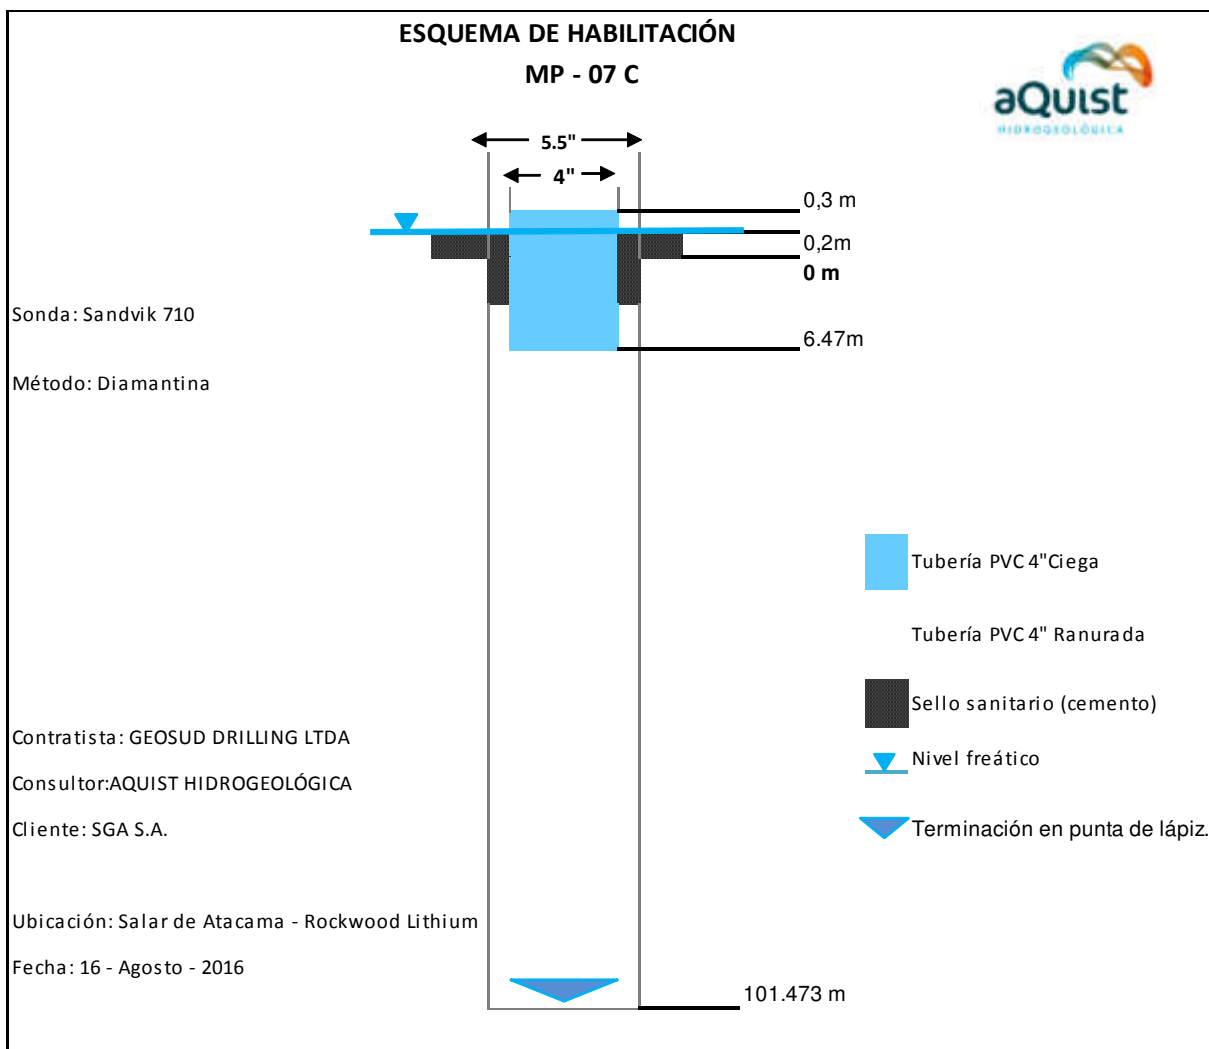 ESQUEMA DE HABILITACIÓN
MP - 07 C
aQuist
HIDROGEOLÓGICA
5.5"
4"
0,3 m
0,2m
0 m
6.47m
Sonda: Sandvik 710
Método: Diamantina
Tubería PVC 4"Ciega
Tubería PVC 4" Ranurada
Sello sanitario (cemento)
Nivel freático
Terminación en punta de lápiz.
Contratista: GEOSUD DRILLING LTDA
Consultor:AQUIST HIDROGEOLÓGICA
Cliente: SGA S.A.
Ubicación: Salar de Atacama - Rockwood Lithium
Fecha: 16 - Agosto - 2016
101.473 m